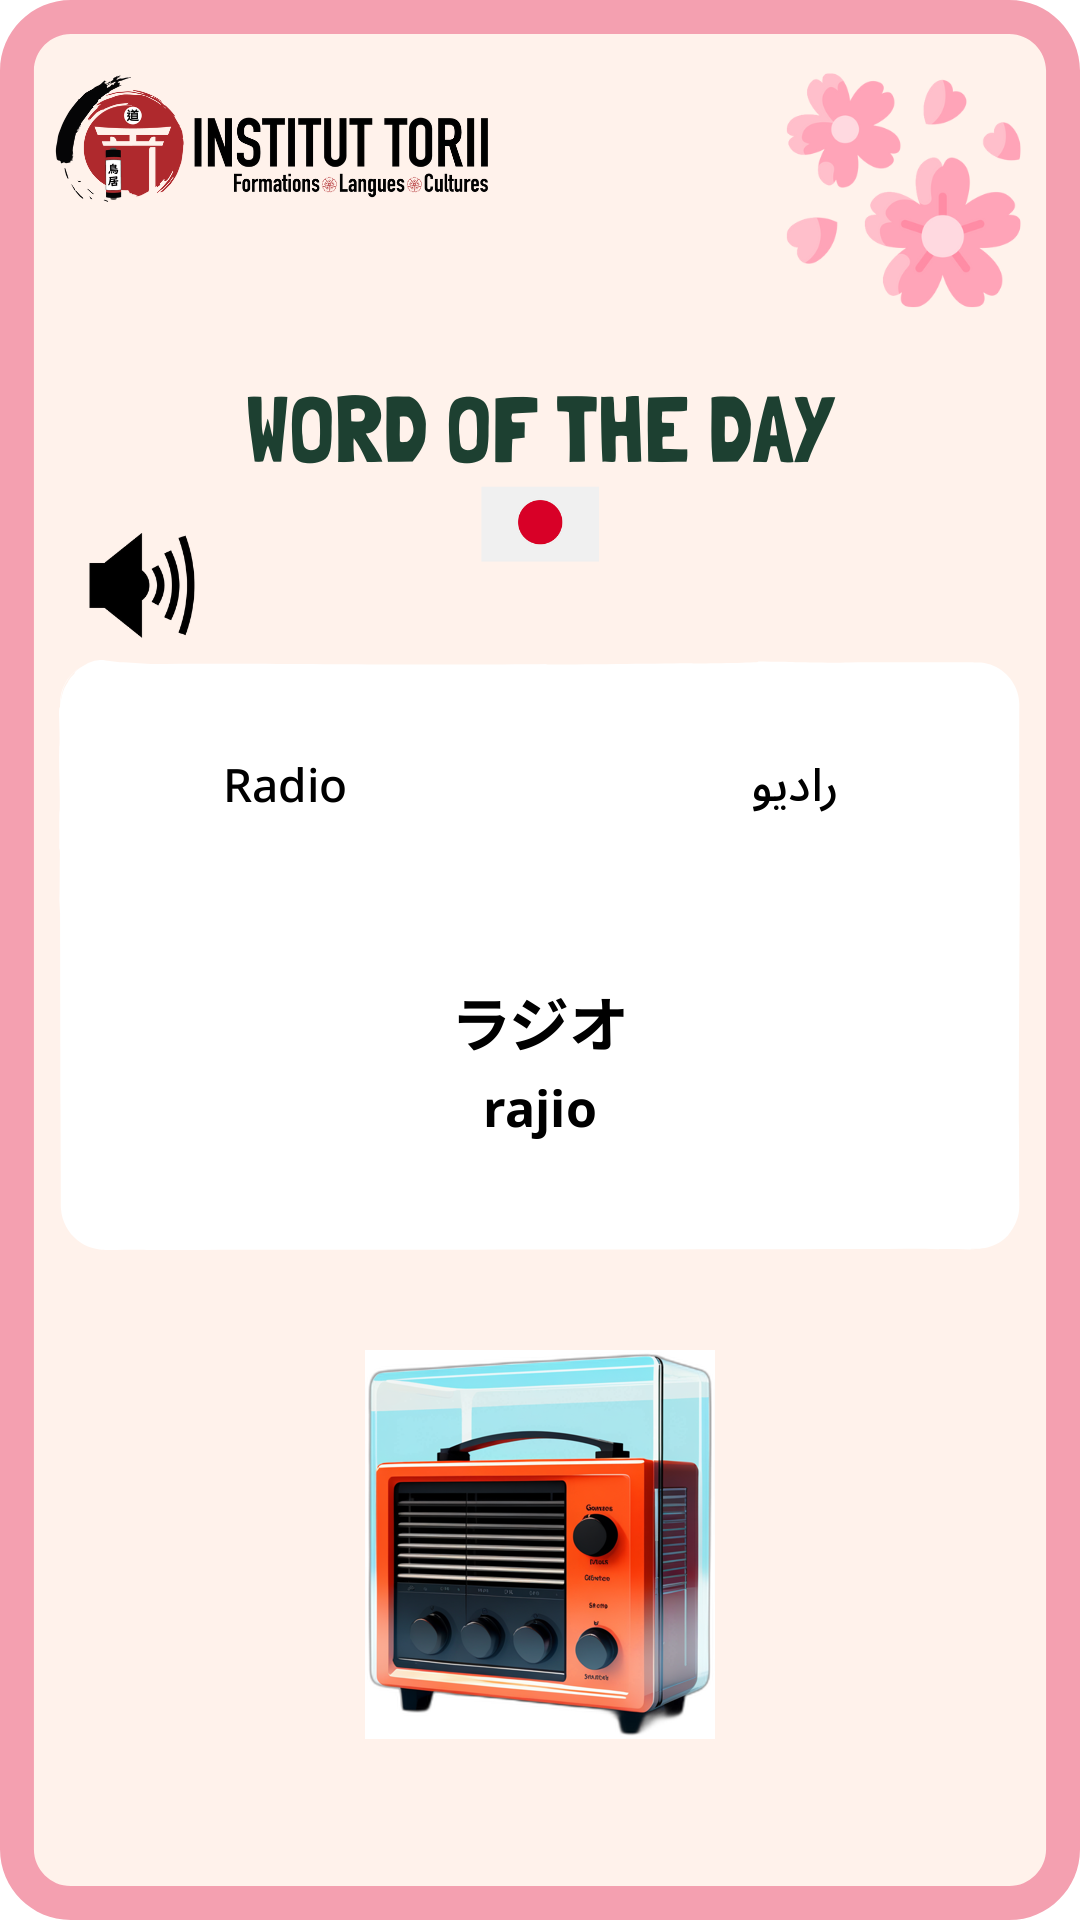 道
鳥居
INSTITUT TORII
Formations Langues Cultures
WORD OF THE DAY
Radio راديو
ラジオ
rajio